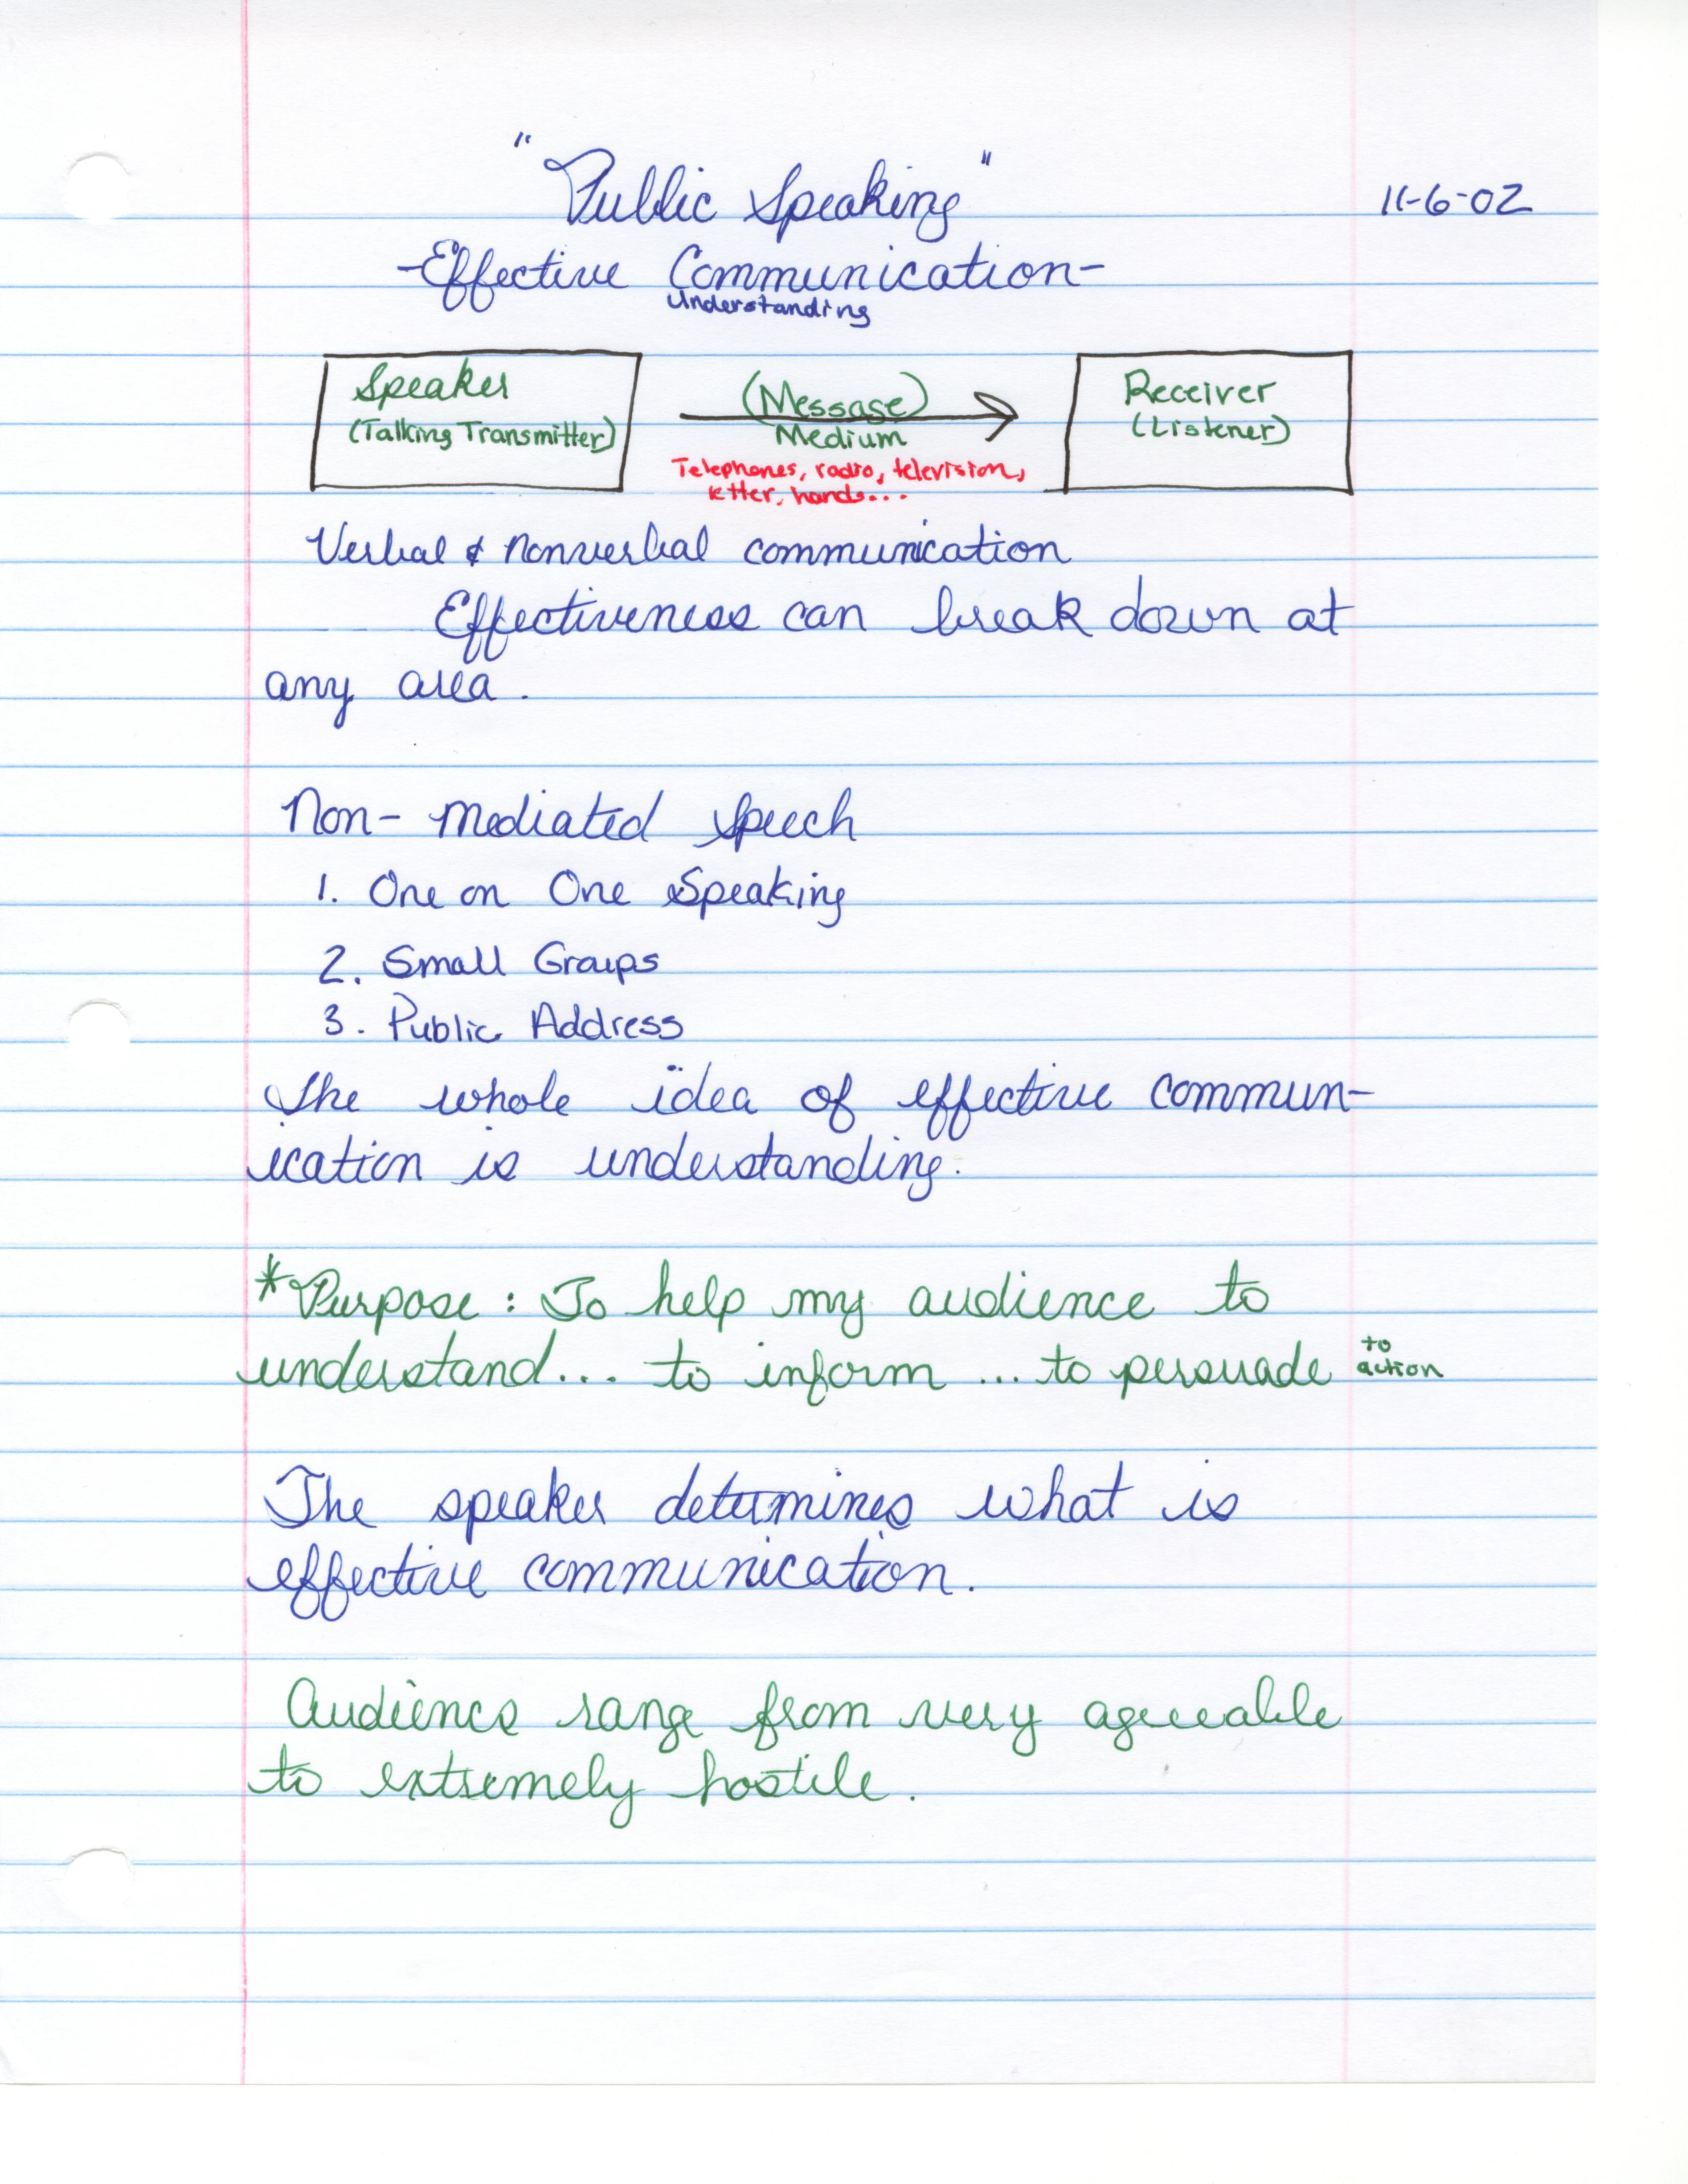 "Public Speaking"
11-6-02
-Effective Communication-
Understanding
Speaker
(Talking Transmitter)
(Message)
Medium
Telephones, radio, television,
letter, hands...
Receiver
(Listener)
Verbal & nonverbal communication
Effectiveness can break down at
any area.
Non-mediated speech
1. One on One Speaking
2. Small Groups
3. Public Address
The whole idea of effective commun-
ication is understanding.
*Purpose: To help my audience to
understand... to inform ... to persuade to
action
The speaker determines what is
effective communication.
Audience range from very agreeable
to extremely hostile.